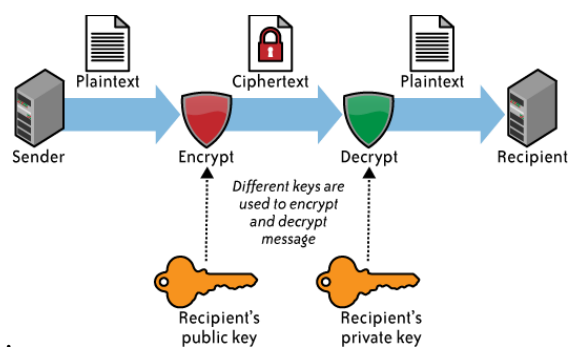 Plaintext
Ciphertext
Plaintext
Sender
Encrypt
Decrypt
Recipient
Different keys are
used to encrypt
and decrypt
message
Recipient's
public key
Recipient's
private key